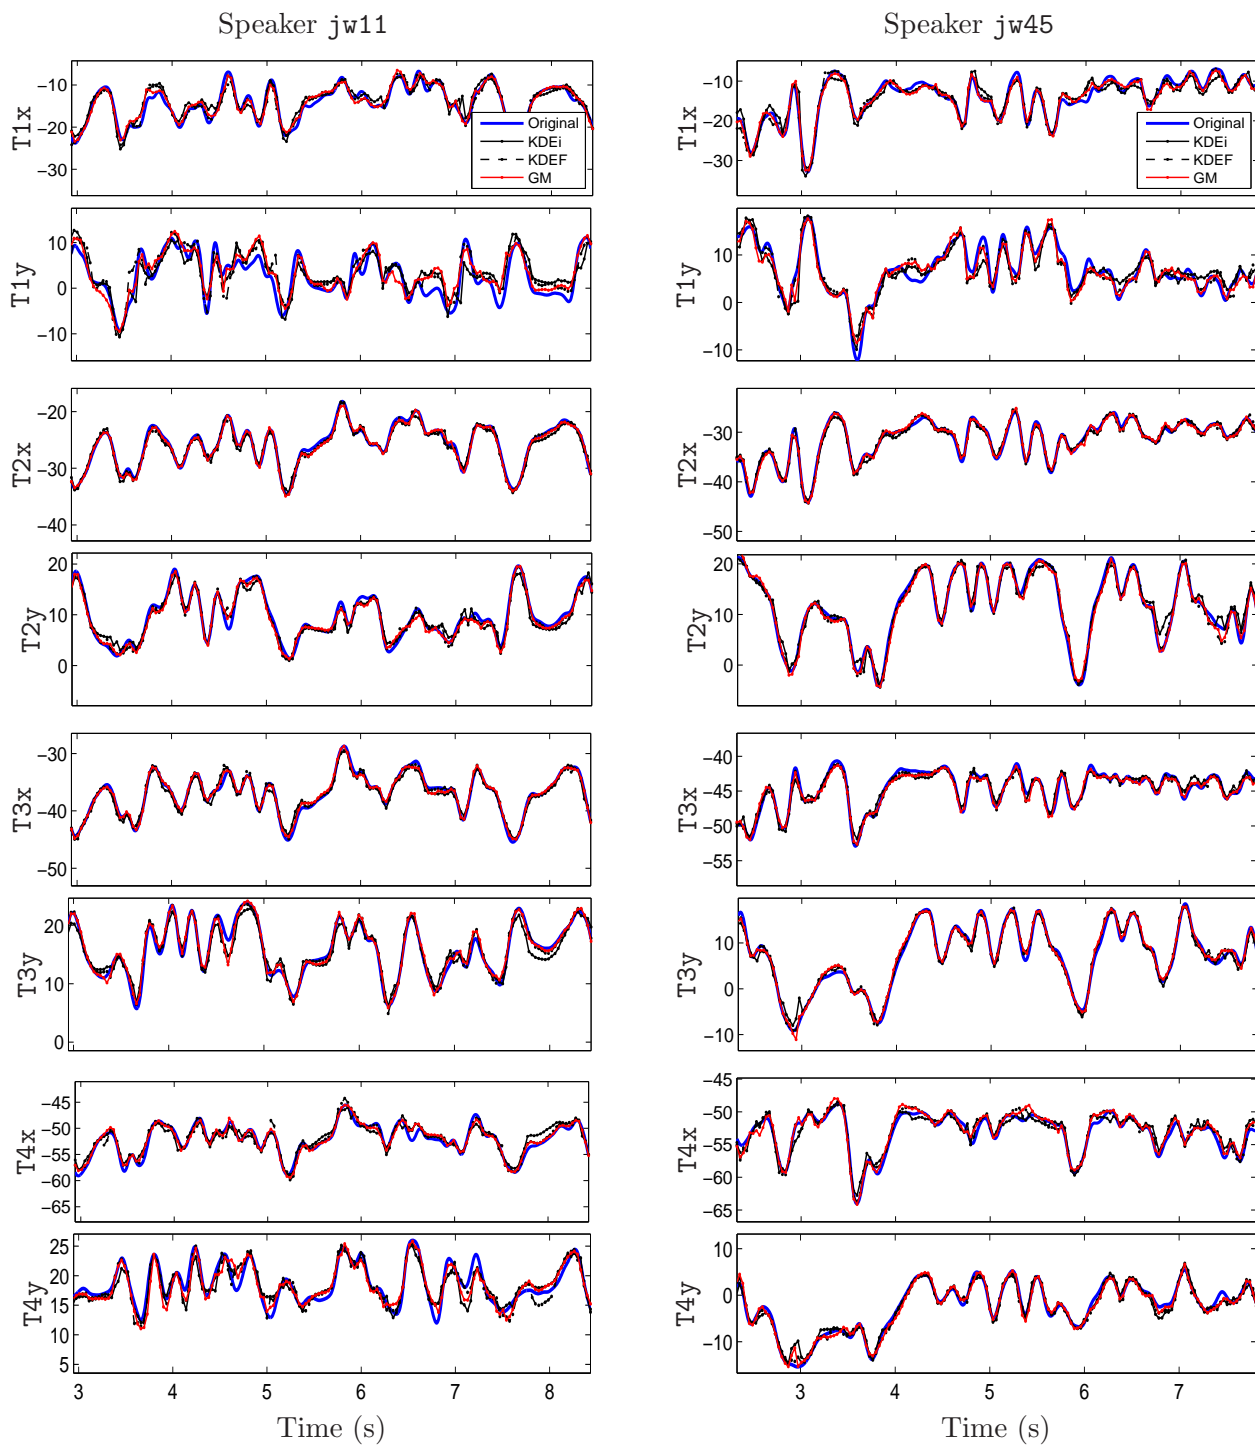 Speaker jw11
Speaker jw45
T1x
−10
−20
−30
Original
KDEi
KDEF
GM
T1x
−10
−20
−30
Original
KDEi
KDEF
GM
T1y
10
0
−10
T1y
10
0
−10
T2x
−20
−30
−40
T2x
−30
−40
−50
T2y
20
10
0
T2y
20
10
0
T3x
−30
−40
−50
T3x
−40
−45
−50
−55
T3y
20
10
0
T3y
10
0
−10
T4x
−45
−50
−55
−60
−65
T4x
−45
−50
−55
−60
−65
T4y
25
20
15
10
5
T4y
10
0
−10
3 4 5 6 7 8
3 4 5 6 7
Time (s)
Time (s)